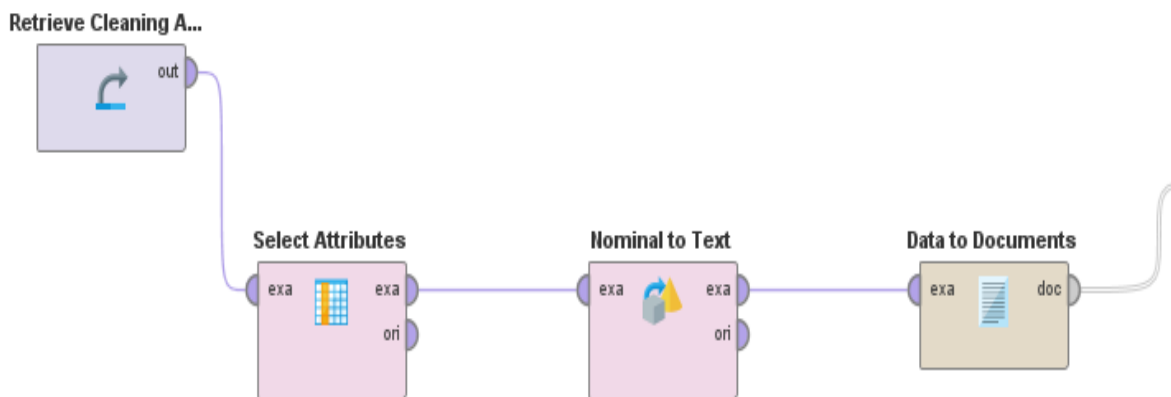 Retrieve Cleaning A...
out
Select Attributes
exa exa
ori
Nominal to Text
exa exa
ori
Data to Documents
exa doc